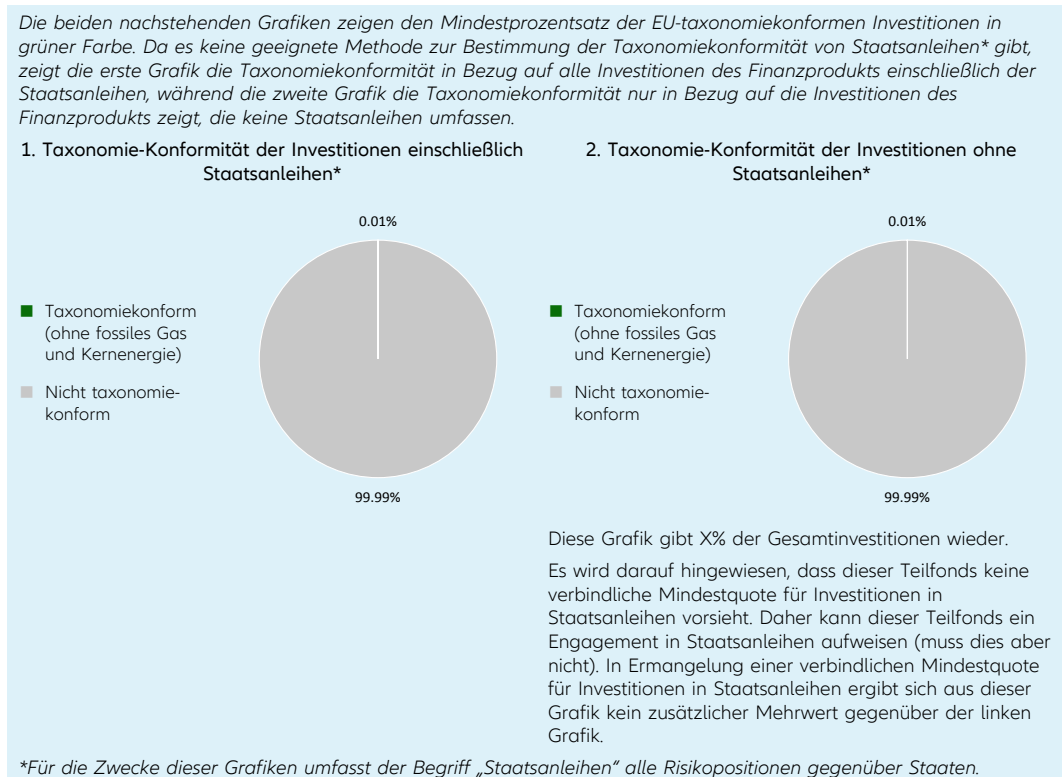 Die beiden nachstehenden Grafiken zeigen den Mindestprozentsatz der EU-taxonomiekonformen Investitionen in
grüner Farbe. Da es keine geeignete Methode zur Bestimmung der Taxonomiekonformität von Staatsanleihen* gibt,
zeigt die erste Grafik die Taxonomiekonformität in Bezug auf alle Investitionen des Finanzprodukts einschließlich der
Staatsanleihen, während die zweite Grafik die Taxonomiekonformität nur in Bezug auf die Investitionen des
Finanzprodukts zeigt, die keine Staatsanleihen umfassen.
1. Taxonomie-Konformität der Investitionen einschließlich
Staatsanleihen*
0.01%
Taxonomiekonform
(ohne fossiles Gas
und Kernenergie)
Nicht taxonomie-
konform
99.99%
2. Taxonomie-Konformität der Investitionen ohne
Staatsanleihen*
0.01%
Taxonomiekonform
(ohne fossiles Gas
und Kernenergie)
Nicht taxonomie-
konform
99.99%
Diese Grafik gibt X% der Gesamtinvestitionen wieder.
Es wird darauf hingewiesen, dass dieser Teilfonds keine
verbindliche Mindestquote für Investitionen in
Staatsanleihen vorsieht. Daher kann dieser Teilfonds ein
Engagement in Staatsanleihen aufweisen (muss dies aber
nicht). In Ermangelung einer verbindlichen Mindestquote
für Investitionen in Staatsanleihen ergibt sich aus dieser
Grafik kein zusätzlicher Mehrwert gegenüber der linken
Grafik.
*Für die Zwecke dieser Grafiken umfasst der Begriff „Staatsanleihen" alle Risikopositionen gegenüber Staaten.